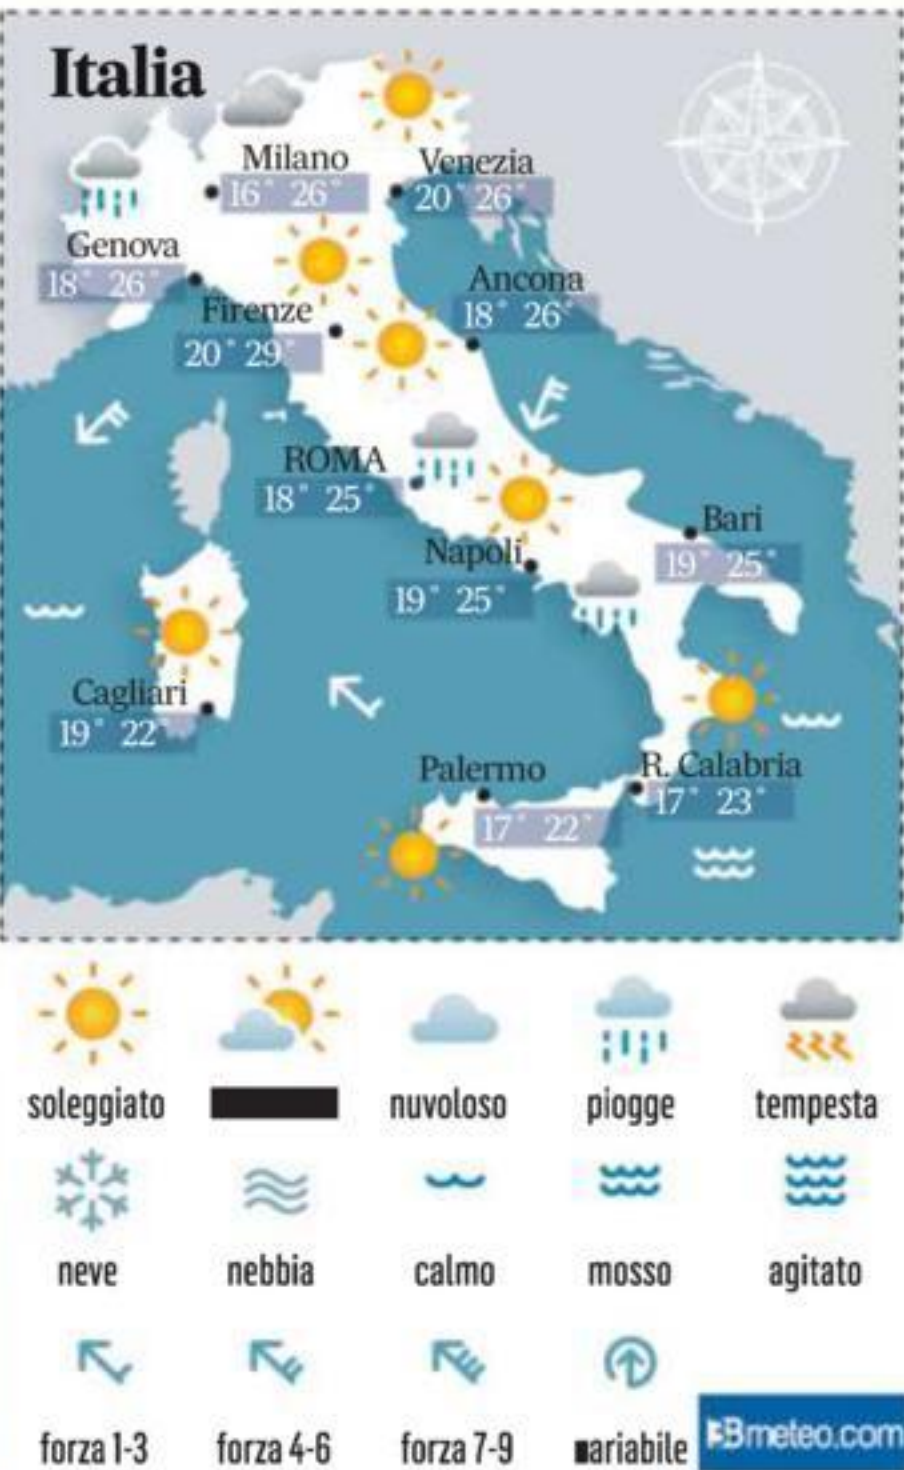 Italia
Milano
16° 26°
Venezia
20° 26°
Genova
18° 26°
Ancona
18° 26°
Firenze
20° 29°
ROMA
18° 25°
Bari
19° 25°
Napoli
19° 25°
Cagliari
19° 22°
Palermo
17° 22°
R. Calabria
17° 23°
soleggiato
nuvoloso
piogge
tempesta
neve
nebbia
calmo
mosso
agitato
forza 1-3
forza 4-6
forza 7-9
ariabile
3Bmeteo.com